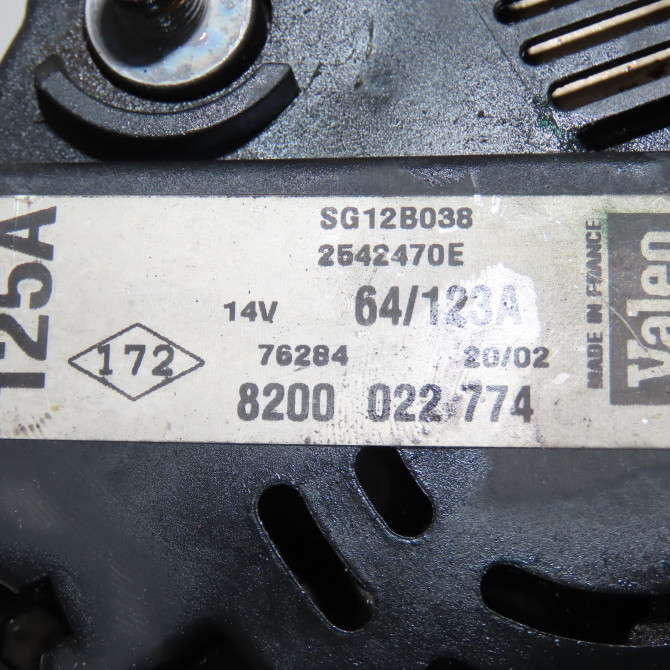 125A
SG12B038
2542470E
14V 64/123A
172
76284 20/02
8200 022 774
MADE IN FRANCE
Valeo